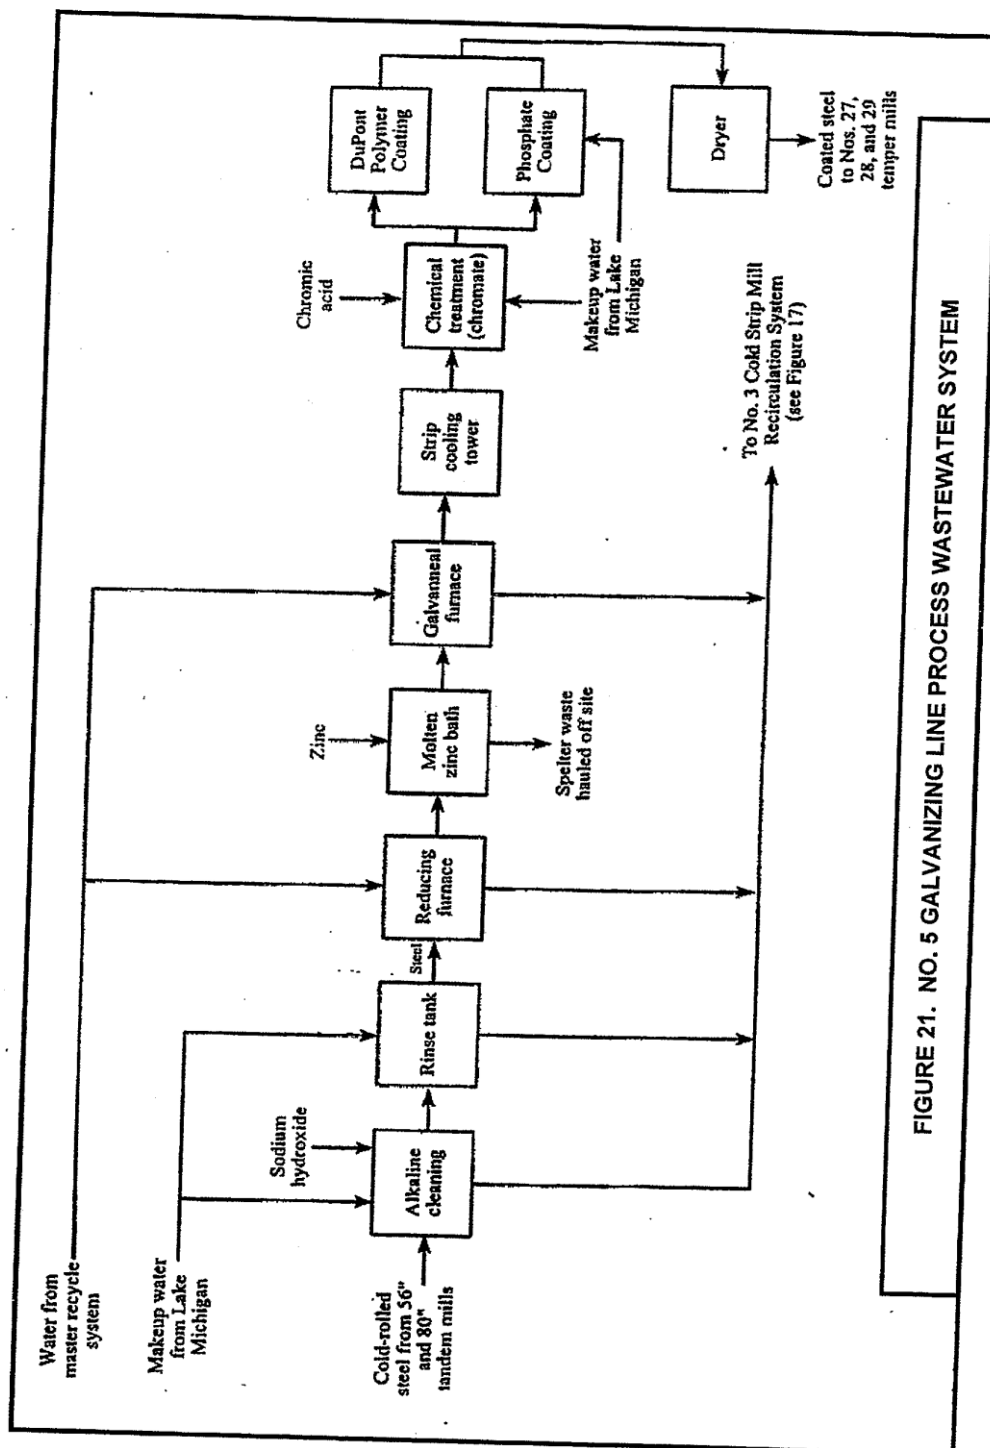 Water from
master recycle
system
Makeup water
from Lake
Michigan
Cold-rolled
steel from 56"
and 80"
tandem mills
Sodium
hydroxide
Alkaline
cleaning
Rinse tank
Steel
Reducing
furnace
Zinc
Molten
zinc bath
Spelter waste
hauled off site
Galvanneal
furnace
Strip
cooling
tower
Chromic
acid
Chemical
treatment
(chromate)
Makeup water
from Lake
Michigan
DuPont
Polymer
Coating
Phosphate
Coating
Dryer
Coated steel
to Nos. 27,
28, and 29
temper mills
To No. 3 Cold Strip Mill
Recirculation System
(see Figure 17)
FIGURE 21. NO. 5 GALVANIZING LINE PROCESS WASTEWATER SYSTEM